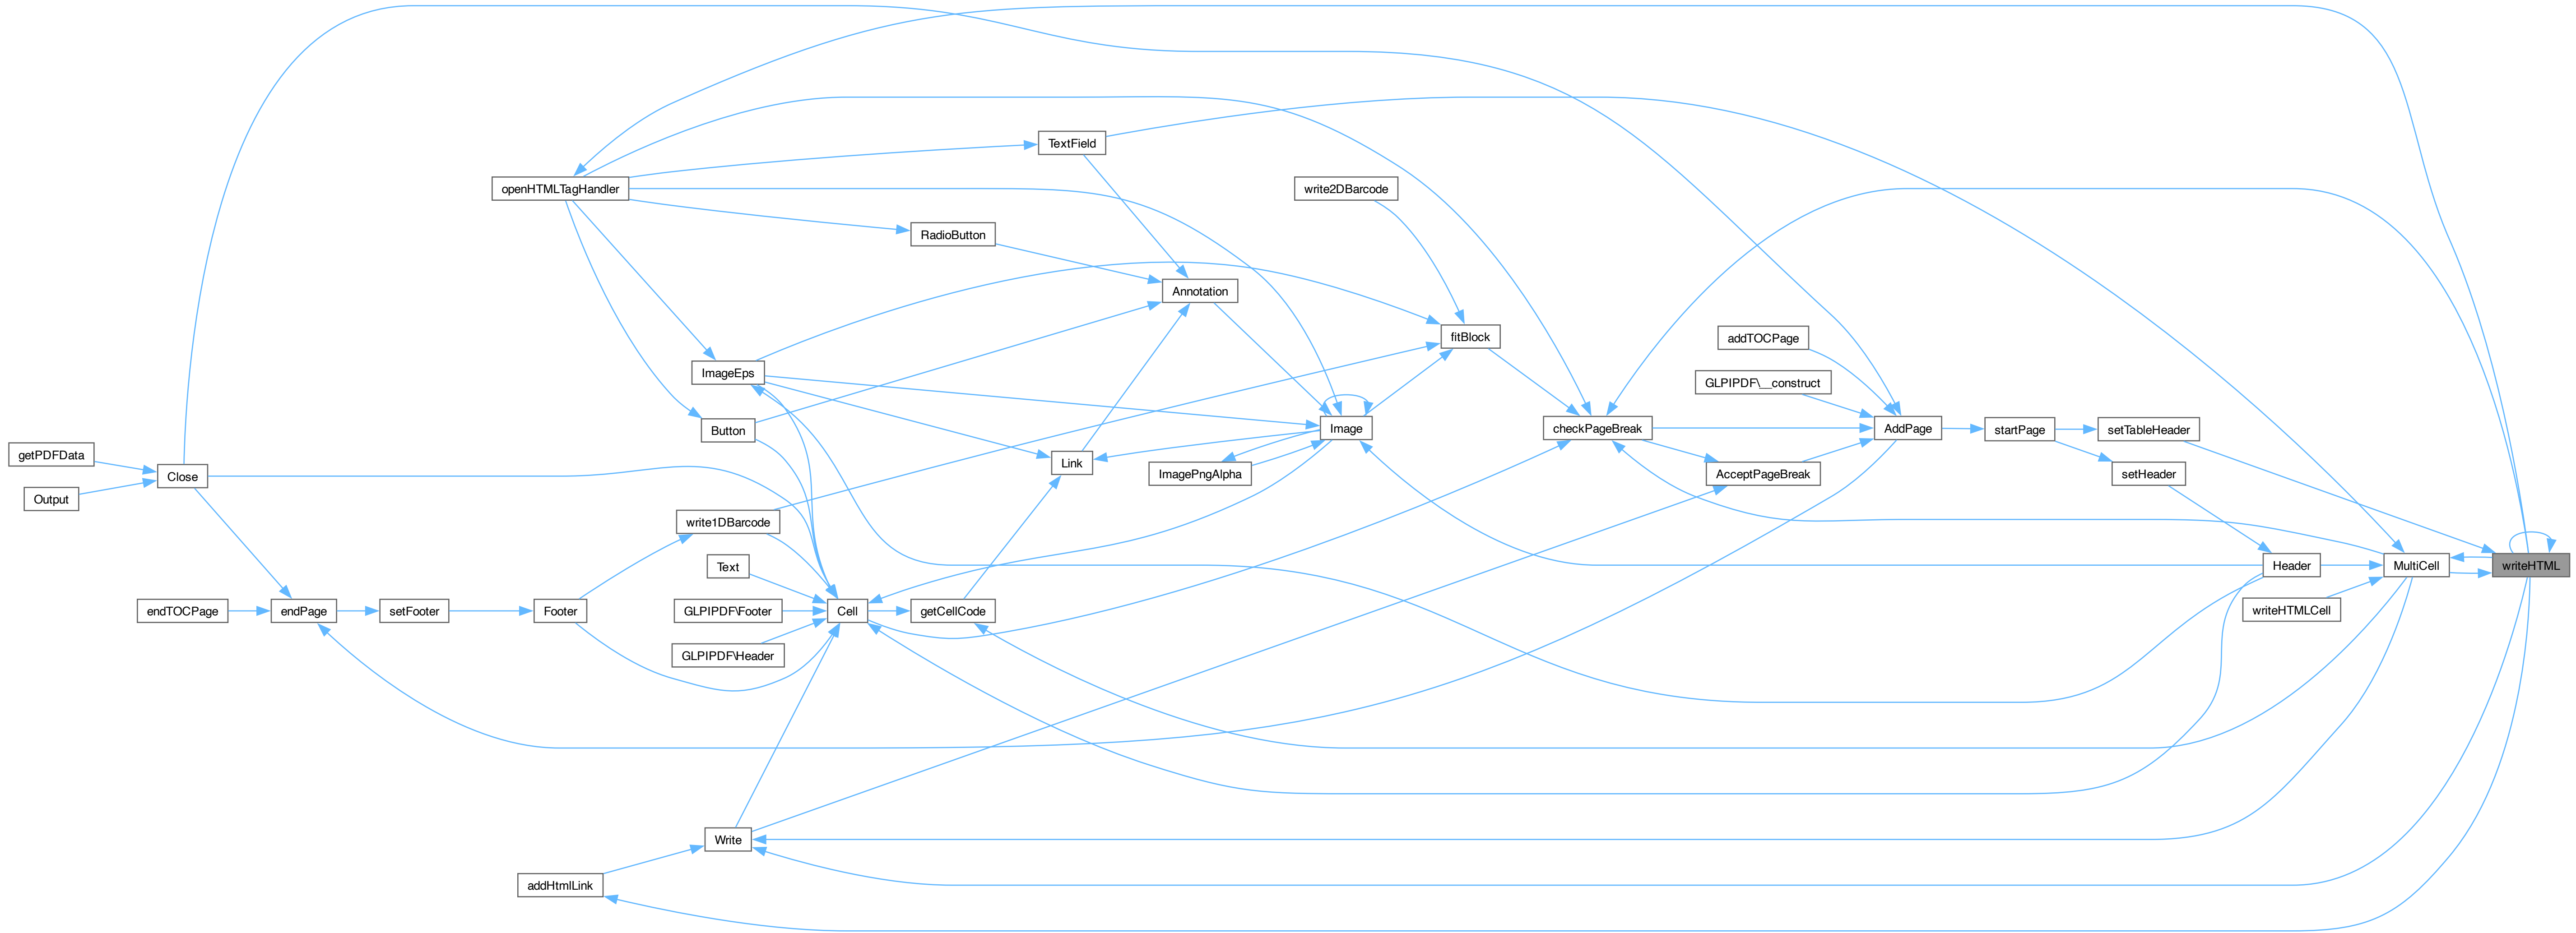 TextField
openHTMLTagHandler
write2DBarcode
RadioButton
Annotation
fitBlock
addTOCPage
ImageEps
GLPIPDF\__construct
Button
Image
checkPageBreak
AddPage
startPage
setTableHeader
getPDFData
Close
Link
ImagePngAlpha
AcceptPageBreak
setHeader
Output
write1DBarcode
Text
Header
MultiCell
writeHTML
endTOCPage
endPage
setFooter
Footer
GLPIPDF\Footer
Cell
getCellCode
writeHTMLCell
GLPIPDF\Header
Write
addHtmlLink